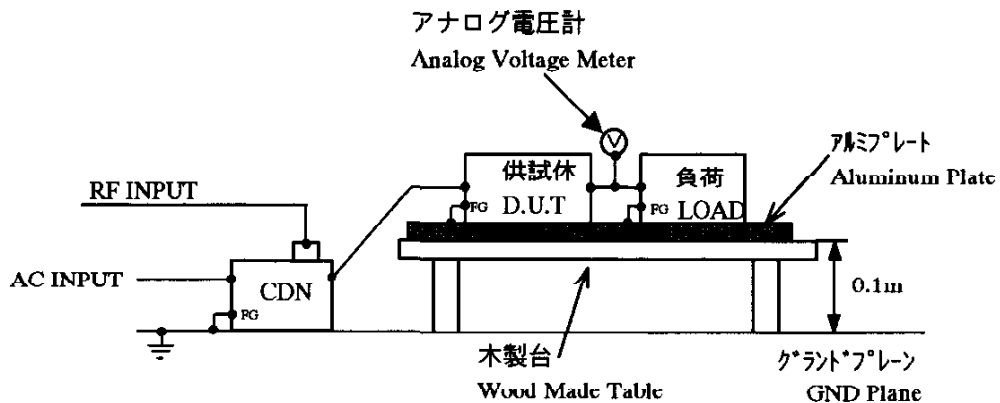 アナログ電圧計
Analog Voltage Meter
V
アルミプレート
Aluminum Plate
供試休
D.U.T
FG
負荷
LOAD
FG
RF INPUT
AC INPUT
CDN
FG
0.1m
木製台
Wood Made Table
グランドプレーン
GND Plane